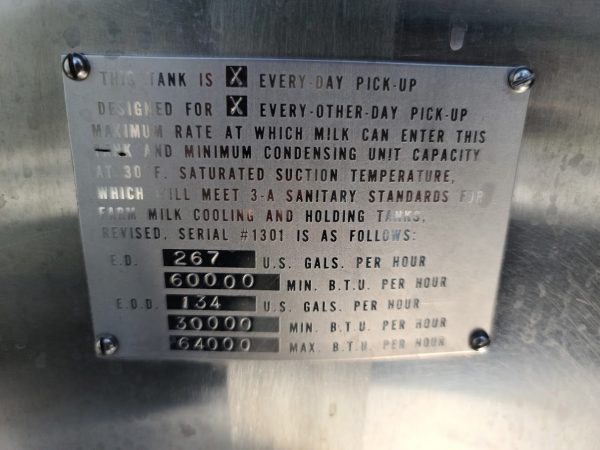 THIS TANK IS X EVERY-DAY PICK-UP
DESIGNED FOR X EVERY-OTHER-DAY PICK-UP
MAXIMUM RATE AT WHICH MILK CAN ENTER THIS
TANK AND MINIMUM CONDENSING UNIT CAPACITY
AT 30°F. SATURATED SUCTION TEMPERATURE,
WHICH WILL MEET 3-A SANITARY STANDARDS FOR
FARM MILK COOLING AND HOLDING TANKS,
REVISED, SERIAL #1301 IS AS FOLLOWS:
E.D. 267 U.S. GALS. PER HOUR
60000 MIN. B.T.U. PER HOUR
E.O.D. 134 U.S. GALS. PER HOUR
30000 MIN. B.T.U. PER HOUR
64000 MAX. B.T.U. PER HOUR